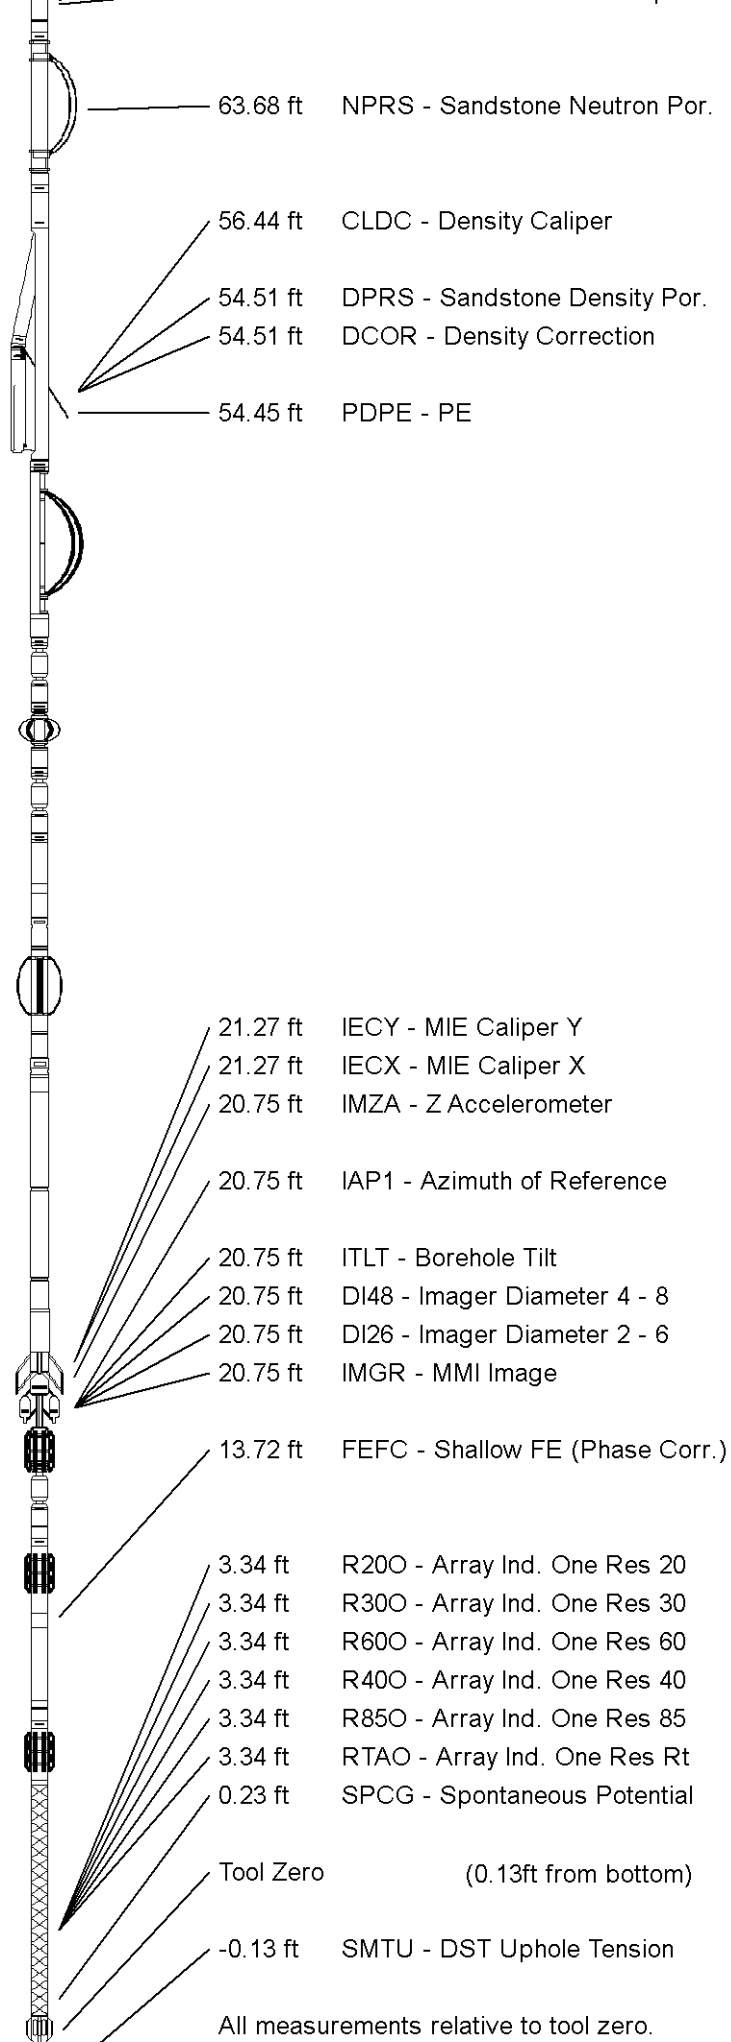 63.68 ft NPRS - Sandstone Neutron Por.
56.44 ft CLDC - Density Caliper
54.51 ft DPRS - Sandstone Density Por.
54.51 ft DCOR - Density Correction
54.45 ft PDPE - PE
21.27 ft IECY - MIE Caliper Y
21.27 ft IECX - MIE Caliper X
20.75 ft IMZA - Z Accelerometer
20.75 ft IAP1 - Azimuth of Reference
20.75 ft ITLT - Borehole Tilt
20.75 ft DI48 - Imager Diameter 4 - 8
20.75 ft DI26 - Imager Diameter 2 - 6
20.75 ft IMGR - MMI Image
13.72 ft FEFC - Shallow FE (Phase Corr.)
3.34 ft R20O - Array Ind. One Res 20
3.34 ft R30O - Array Ind. One Res 30
3.34 ft R60O - Array Ind. One Res 60
3.34 ft R40O - Array Ind. One Res 40
3.34 ft R85O - Array Ind. One Res 85
3.34 ft RTAO - Array Ind. One Res Rt
0.23 ft SPCG - Spontaneous Potential
Tool Zero (0.13ft from bottom)
-0.13 ft SMTU - DST Uphole Tension
All measurements relative to tool zero.